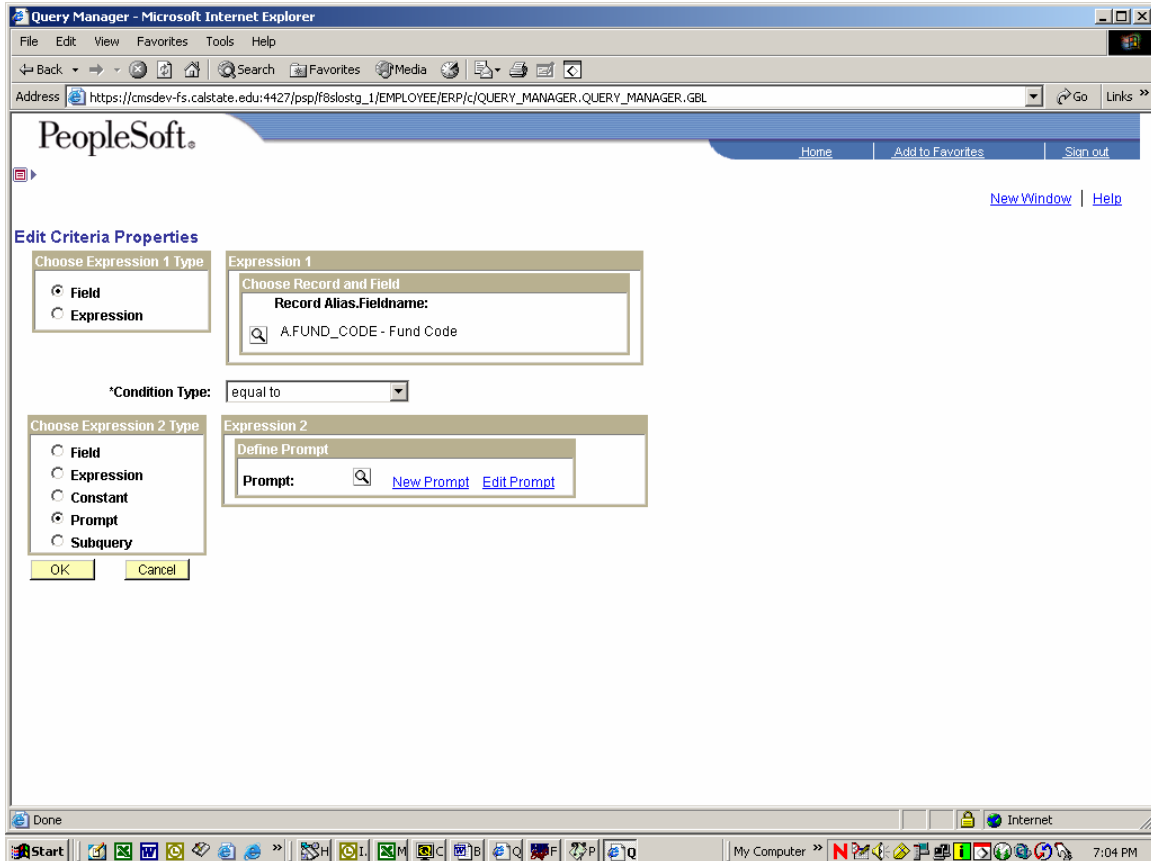 Query Manager - Microsoft Internet Explorer
File Edit View Favorites Tools Help
Back Search Favorites Media
Address https://cmsdev-fs.calstate.edu:4427/psp/f8slostg_1/EMPLOYEE/ERP/c/QUERY_MANAGER.QUERY_MANAGER.GBL Go Links »
PeopleSoft®
Home Add to Favorites Sign out
New Window | Help
Edit Criteria Properties
Choose Expression 1 Type
Field
Expression
Expression 1
Choose Record and Field
Record Alias.Fieldname:
A.FUND_CODE - Fund Code
*Condition Type: equal to
Choose Expression 2 Type
Field
Expression
Constant
Prompt
Subquery
Expression 2
Define Prompt
Prompt: New Prompt Edit Prompt
OK Cancel
Done Internet
Start » H I. M C B Q F P Q My Computer » 7:04 PM